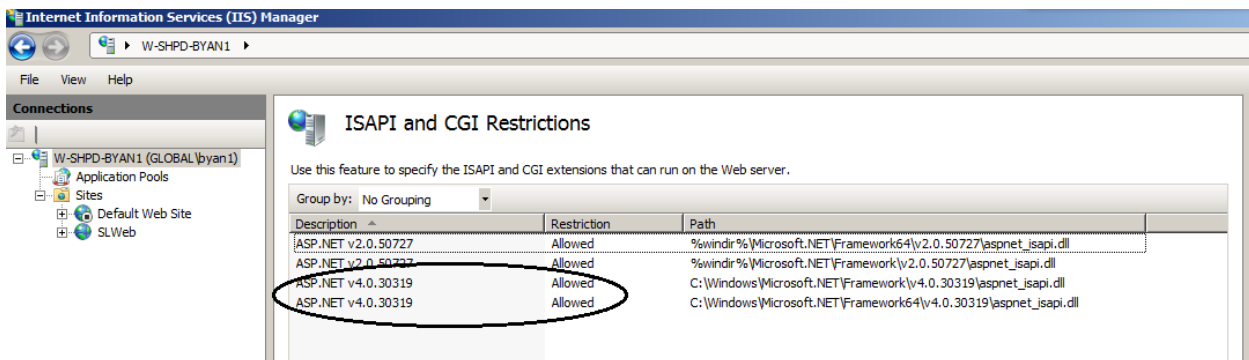 Internet Information Services (IIS) Manager
W-SHPD-BYAN1
File View Help
Connections
W-SHPD-BYAN1 (GLOBAL\byan1)
Application Pools
Sites
Default Web Site
SLWeb
ISAPI and CGI Restrictions
Use this feature to specify the ISAPI and CGI extensions that can run on the Web server.
Group by: No Grouping
Description Restriction Path
ASP.NET v2.0.50727 Allowed %windir%\Microsoft.NET\Framework64\v2.0.50727\aspnet_isapi.dll
ASP.NET v2.0.50727 Allowed %windir%\Microsoft.NET\Framework\v2.0.50727\aspnet_isapi.dll
ASP.NET v4.0.30319 Allowed C:\Windows\Microsoft.NET\Framework\v4.0.30319\aspnet_isapi.dll
ASP.NET v4.0.30319 Allowed C:\Windows\Microsoft.NET\Framework64\v4.0.30319\aspnet_isapi.dll